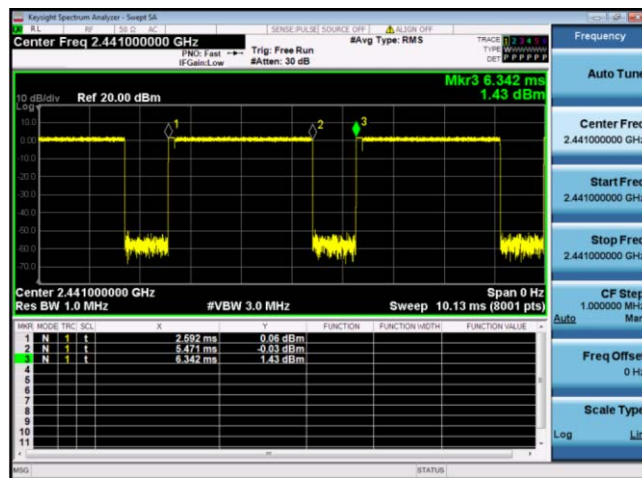 Keysight Spectrum Analyzer - Swept SA
RL RF 50 Ω AC SENSE:PULSE SOURCE OFF ALIGN OFF
Center Freq 2.441000000 GHz
PNO: Fast
IFGain:Low
Trig: Free Run
#Atten: 30 dB
#Avg Type: RMS
TRACE 1 2 3 4 5 6
TYPE
DET P P P P P P
Mkr3 6.342 ms
1.43 dBm
10 dB/div Ref 20.00 dBm
Log
10.0
0.00
-10.0
-20.0
-30.0
-40.0
-50.0
-60.0
-70.0
1
2
3
Center 2.441000000 GHz Span 0 Hz
Res BW 1.0 MHz #VBW 3.0 MHz Sweep 10.13 ms (8001 pts)
MKR MODE TRC SCL X Y FUNCTION FUNCTION WIDTH FUNCTION VALUE
1 N 1 t 2.592 ms 0.06 dBm
2 N 1 t 5.471 ms -0.03 dBm
3 N 1 t 6.342 ms 1.43 dBm
4
5
6
7
8
9
10
11
MSG STATUS
Frequency
Auto Tune
Center Freq
2.441000000 GHz
Start Freq
2.441000000 GHz
Stop Freq
2.441000000 GHz
CF Step
1.000000 MHz
Auto Man
Freq Offset
0 Hz
Scale Type
Log Lin